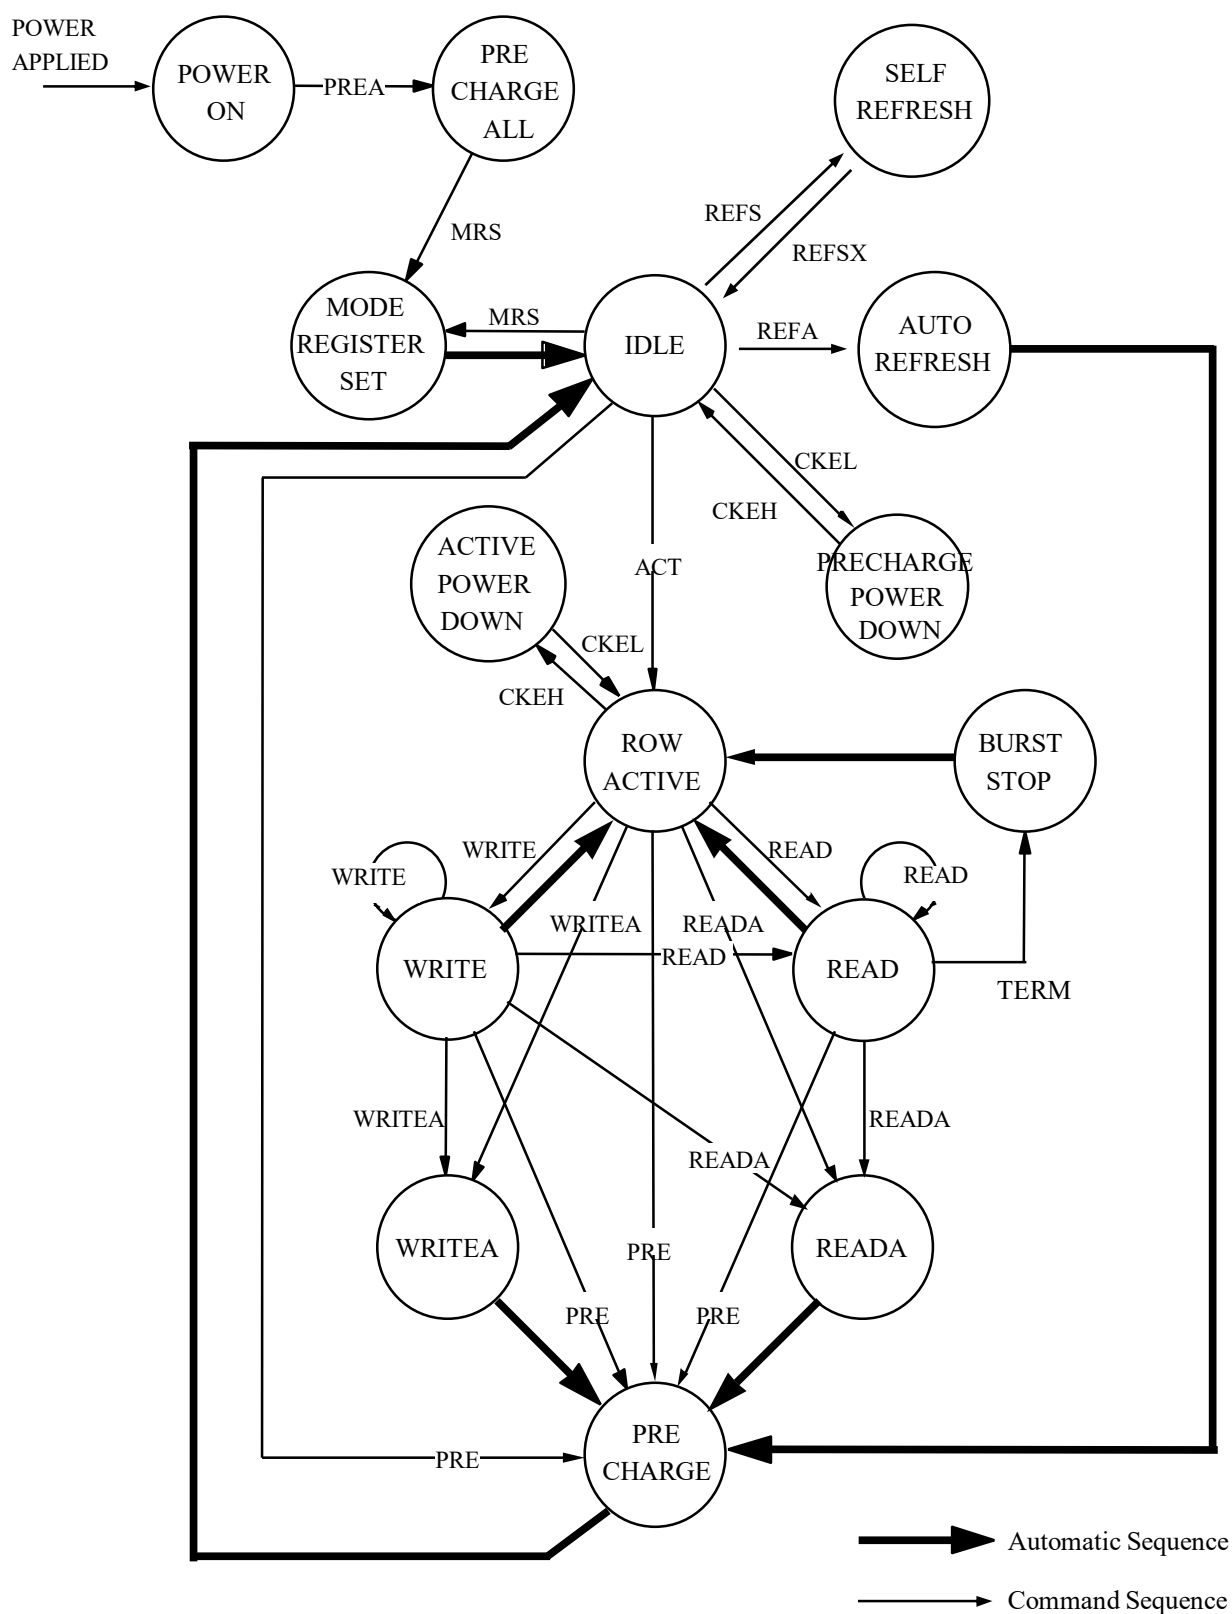 POWER
APPLIED
POWER
ON
PREA
PRE
CHARGE
ALL
SELF
REFRESH
MRS
REFS
REFSX
MODE
REGISTER
SET
MRS
IDLE
REFA
AUTO
REFRESH
CKEL
CKEH
ACTIVE
POWER
DOWN
ACT
PRECHARGE
POWER
DOWN
CKEL
CKEH
ROW
ACTIVE
BURST
STOP
WRITE
WRITE
READ
READ
WRITEA
READA
WRITE
READ
READ
TERM
WRITEA
READA
READA
WRITEA
PRE
READA
PRE
PRE
PRE
CHARGE
PRE
Automatic Sequence
Command Sequence